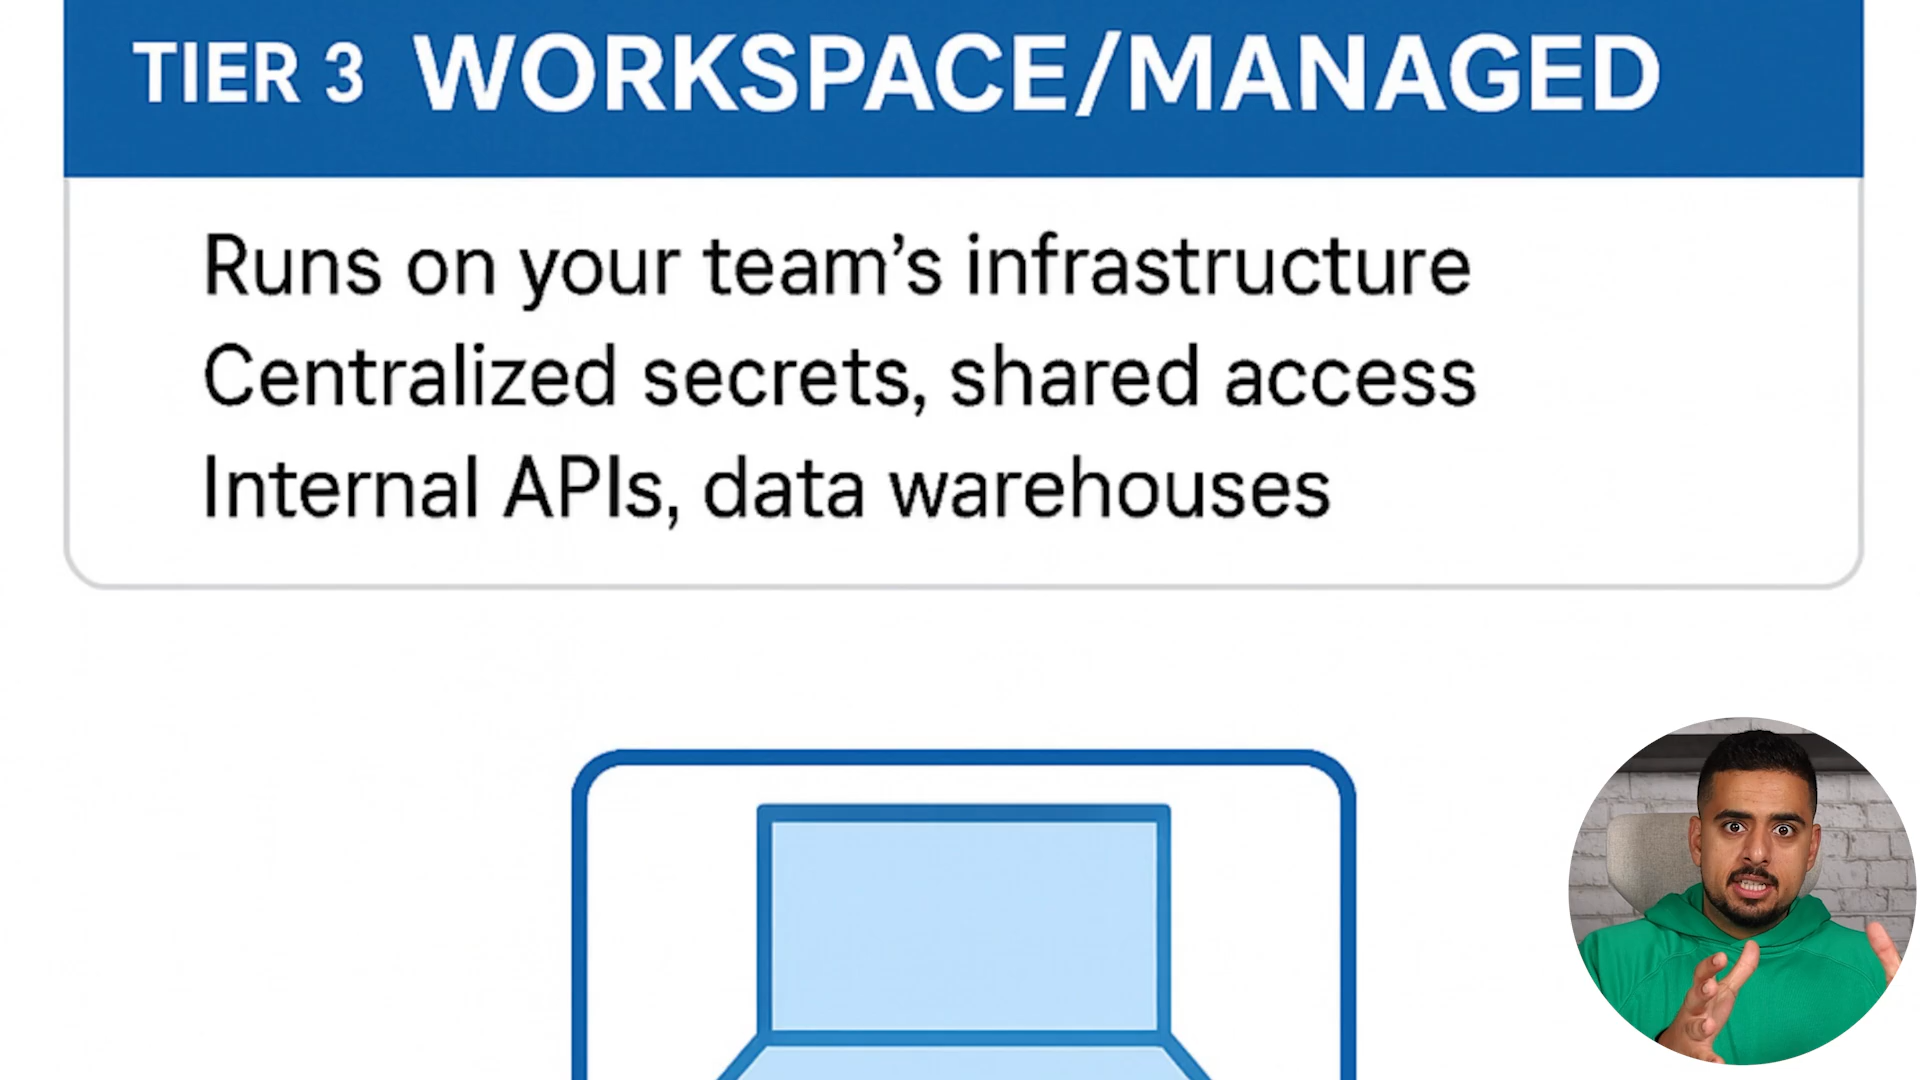 TIER 3 WORKSPACE/MANAGED
Runs on your team’s infrastructure
Centralized secrets, shared access
Internal APIs, data warehouses